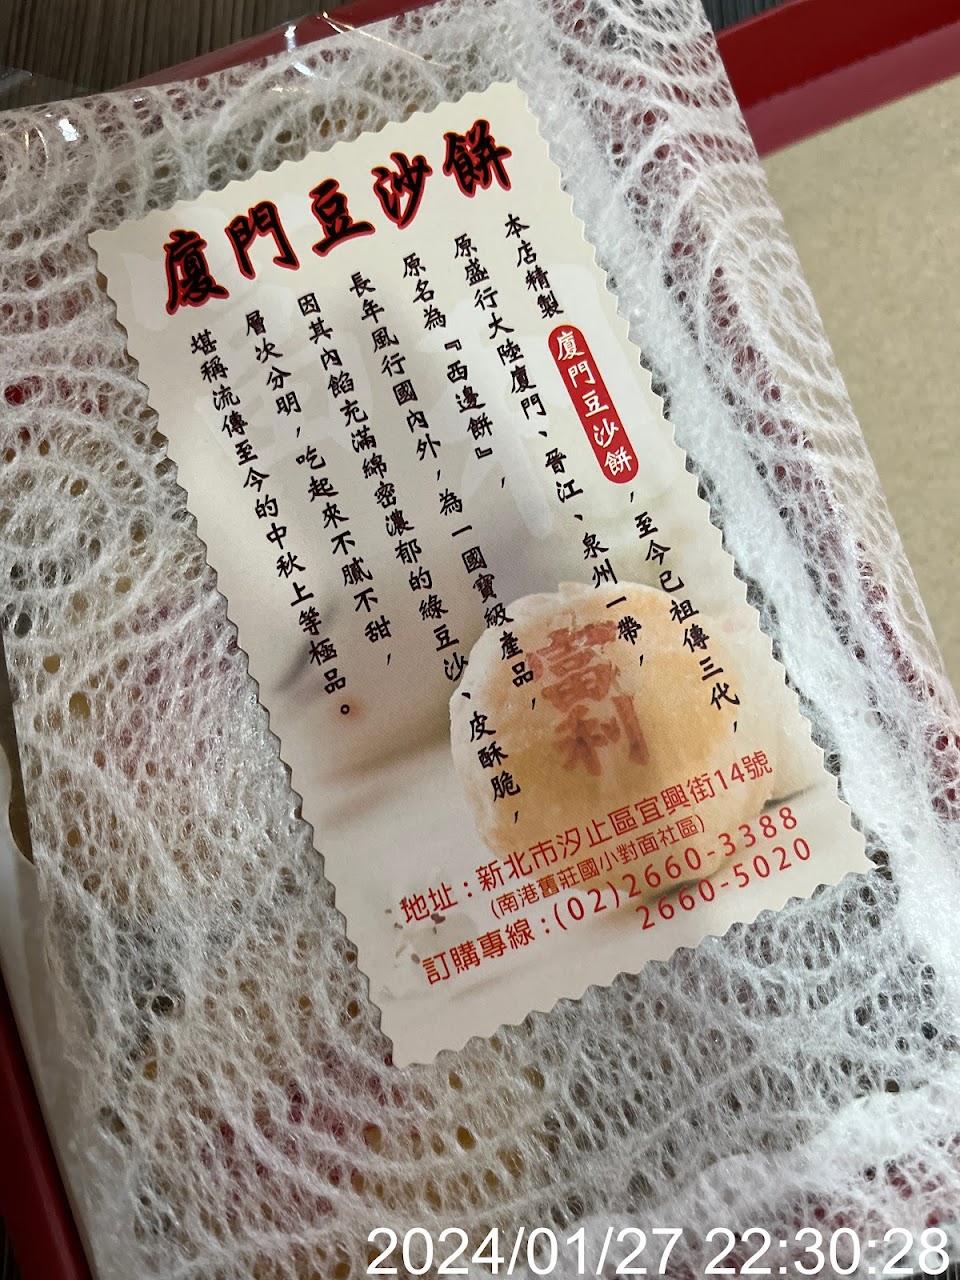 廈門豆沙餅
本店精製廈門豆沙餅，至今已祖傳三代，
原盛行大陸廈門、晉江、泉州一帶，
原名為『西邊餅』，
長年風行國內外，為一國寶級產品，
因其內餡充滿綿密濃郁的綠豆沙、皮酥脆，
層次分明，吃起來不膩不甜，
堪稱流傳至今的中秋上等極品。
富利
地址：新北市汐止區宜興街14號
(南港舊莊國小對面社區)
訂購專線：(02)2660-3388
2660-5020
2024/01/27 22:30:28